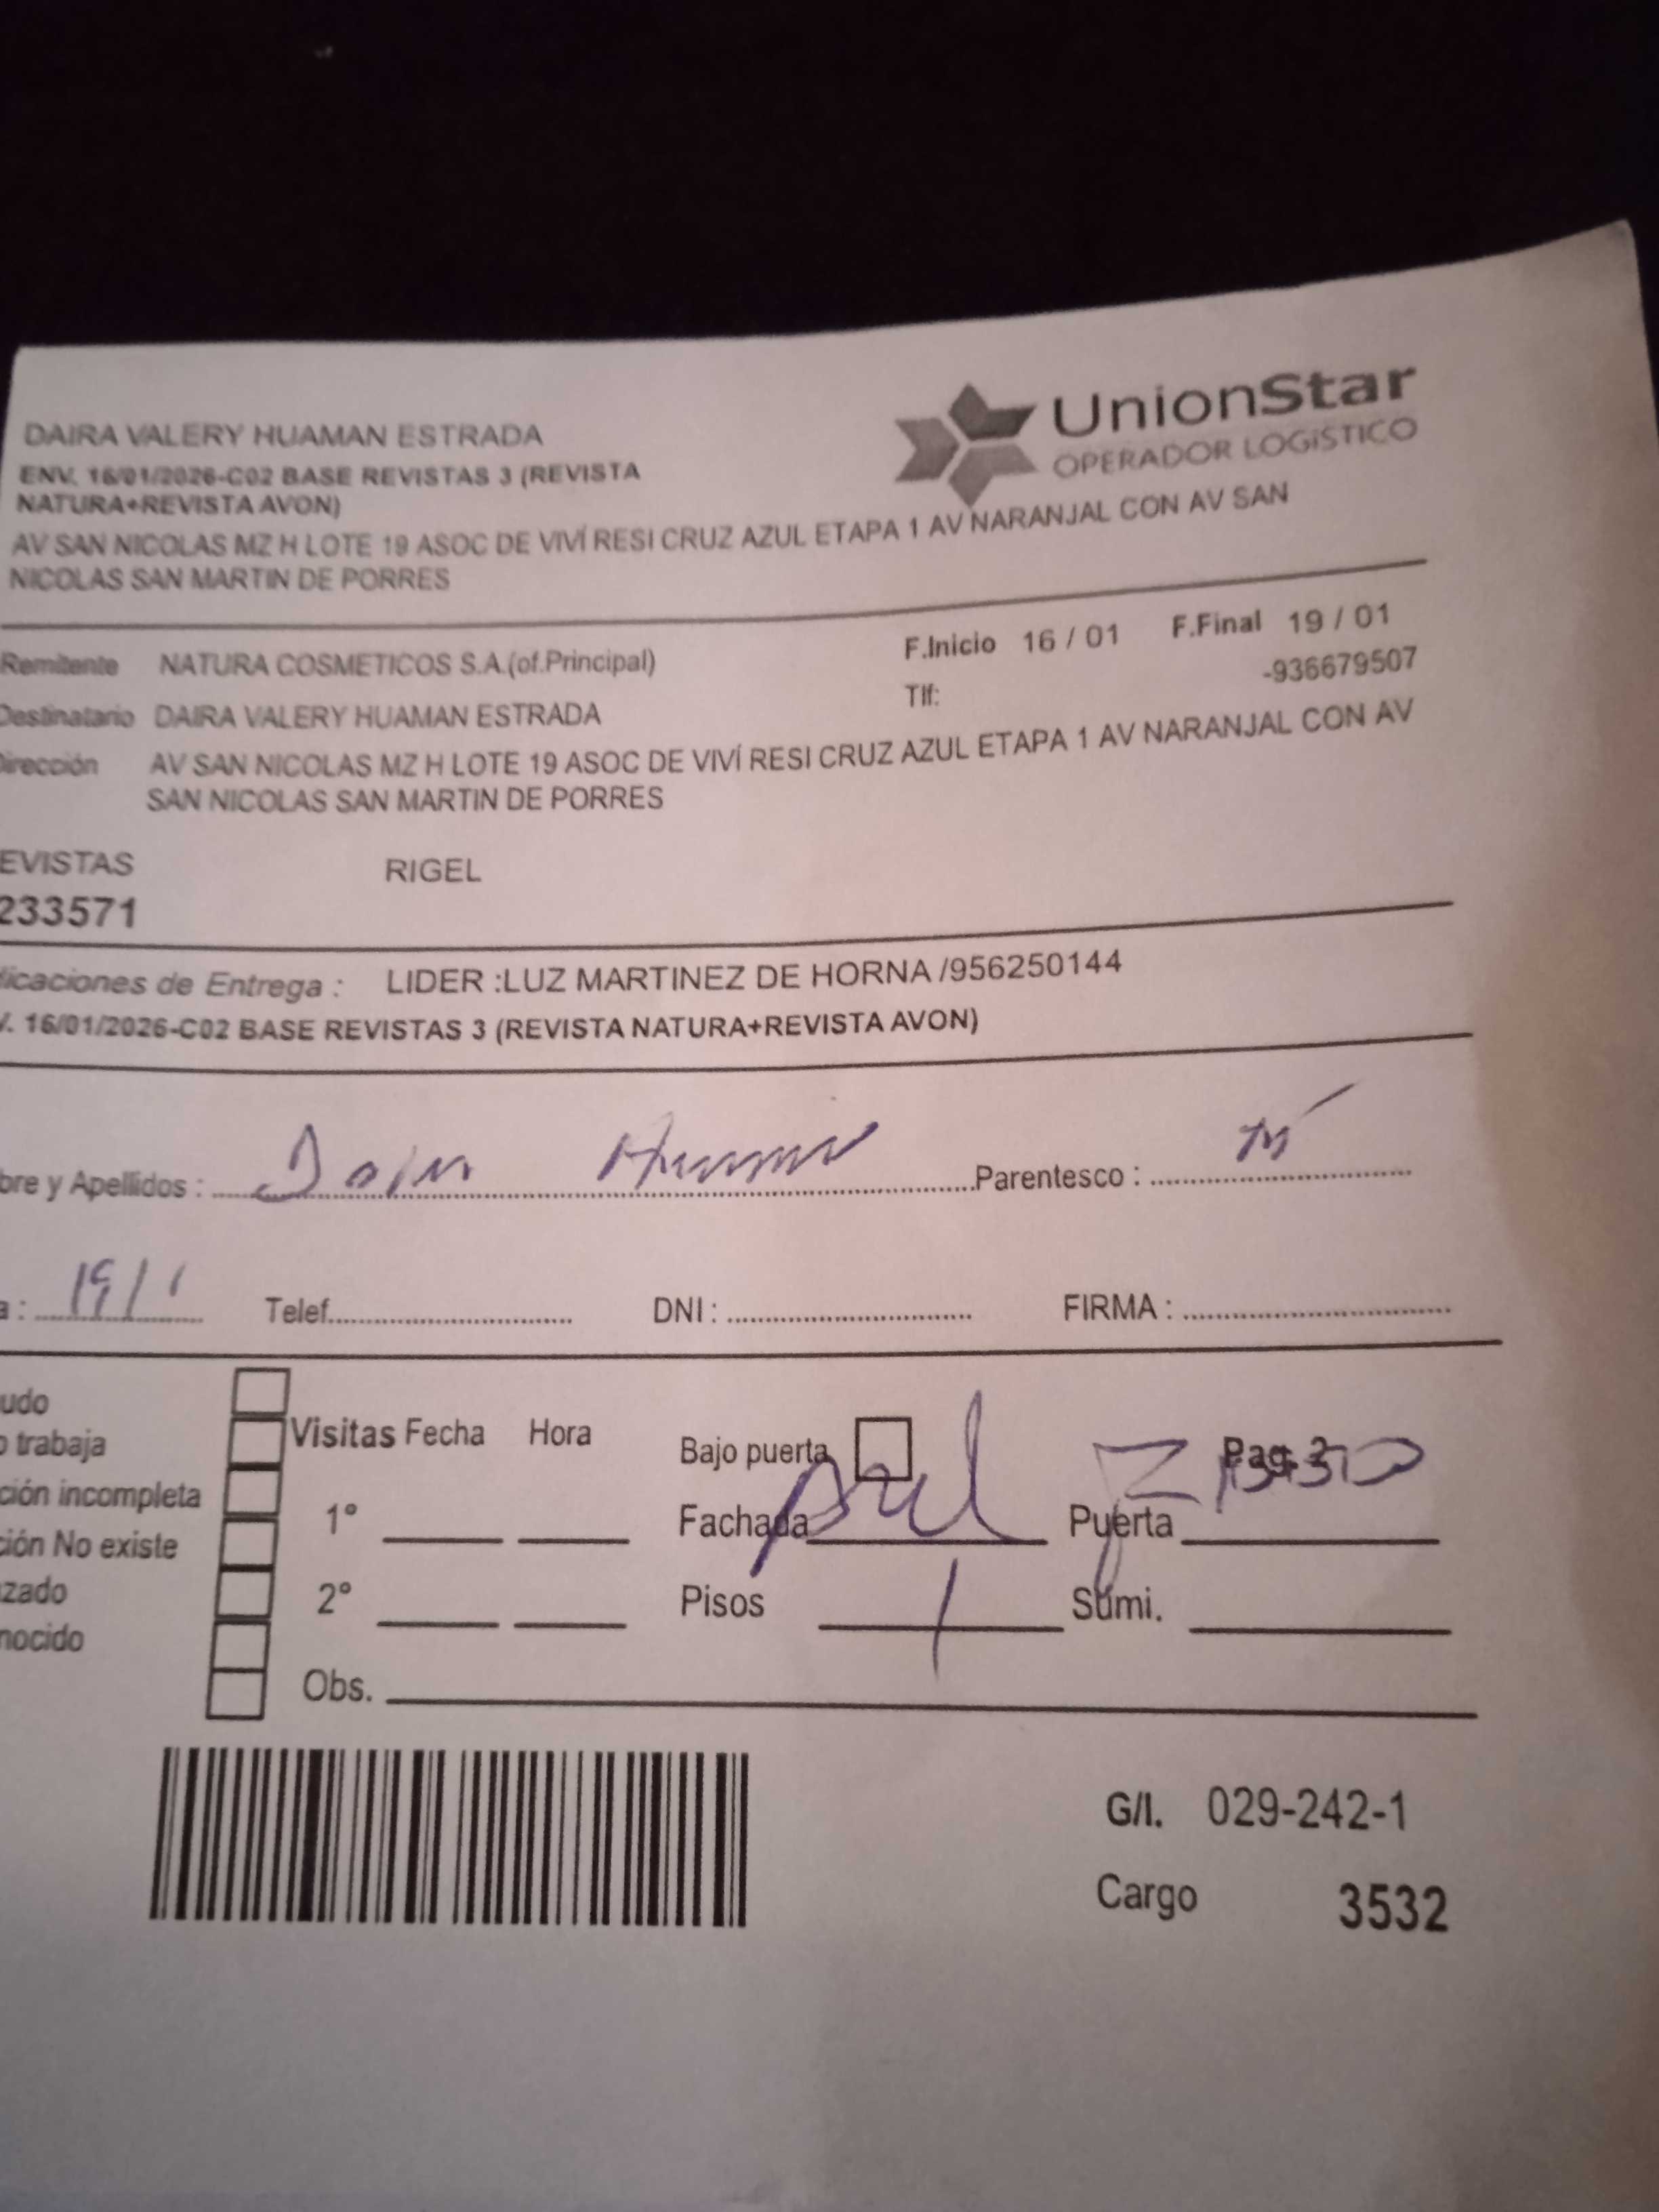 UnionStar
OPERADOR LOGíSTICO
DAIRA VALERY HUAMAN ESTRADA
ENV. 16/01/2026-C02 BASE REVISTAS 3 (REVISTA
NATURA+REVISTA AVON)
AV SAN NICOLAS MZ H LOTE 19 ASOC DE VIVÍ RESI CRUZ AZUL ETAPA 1 AV NARANJAL CON AV SAN
NICOLAS SAN MARTIN DE PORRES
Remitente NATURA COSMETICOS S.A.(of.Principal) F.Inicio 16 / 01 F.Final 19 / 01
Tlf: -936679507
Destinatario DAIRA VALERY HUAMAN ESTRADA
irección AV SAN NICOLAS MZ H LOTE 19 ASOC DE VIVÍ RESI CRUZ AZUL ETAPA 1 AV NARANJAL CON AV
SAN NICOLAS SAN MARTIN DE PORRES
EVISTAS RIGEL
233571
licaciones de Entrega : LIDER :LUZ MARTINEZ DE HORNA /956250144
V. 16/01/2026-C02 BASE REVISTAS 3 (REVISTA NATURA+REVISTA AVON)
bre y Apellidos : Parentesco :
a : 19/1 Telef. DNI : FIRMA :
udo
o trabaja
ción incompleta
ción No existe
zado
nocido
Visitas Fecha Hora
1°
2°
Obs.
Bajo puerta Pag. 2
Fachada Puerta
Pisos 1 Sumi.
G/I. 029-242-1
Cargo 3532